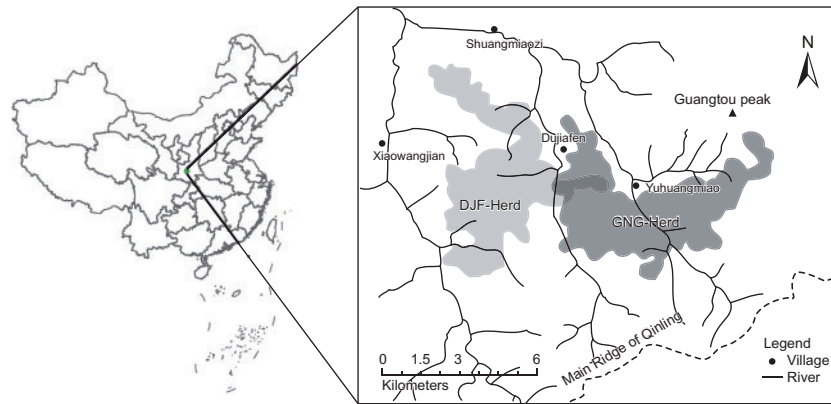 Shuangmiaozi
N
Guangtou peak
Dujiafen
Xiaowangjian
Yuhuangmiao
DJF-Herd
GNG-Herd
Main Ridge of Qinling
0 1.5 3 6
Kilometers
Legend
Village
River